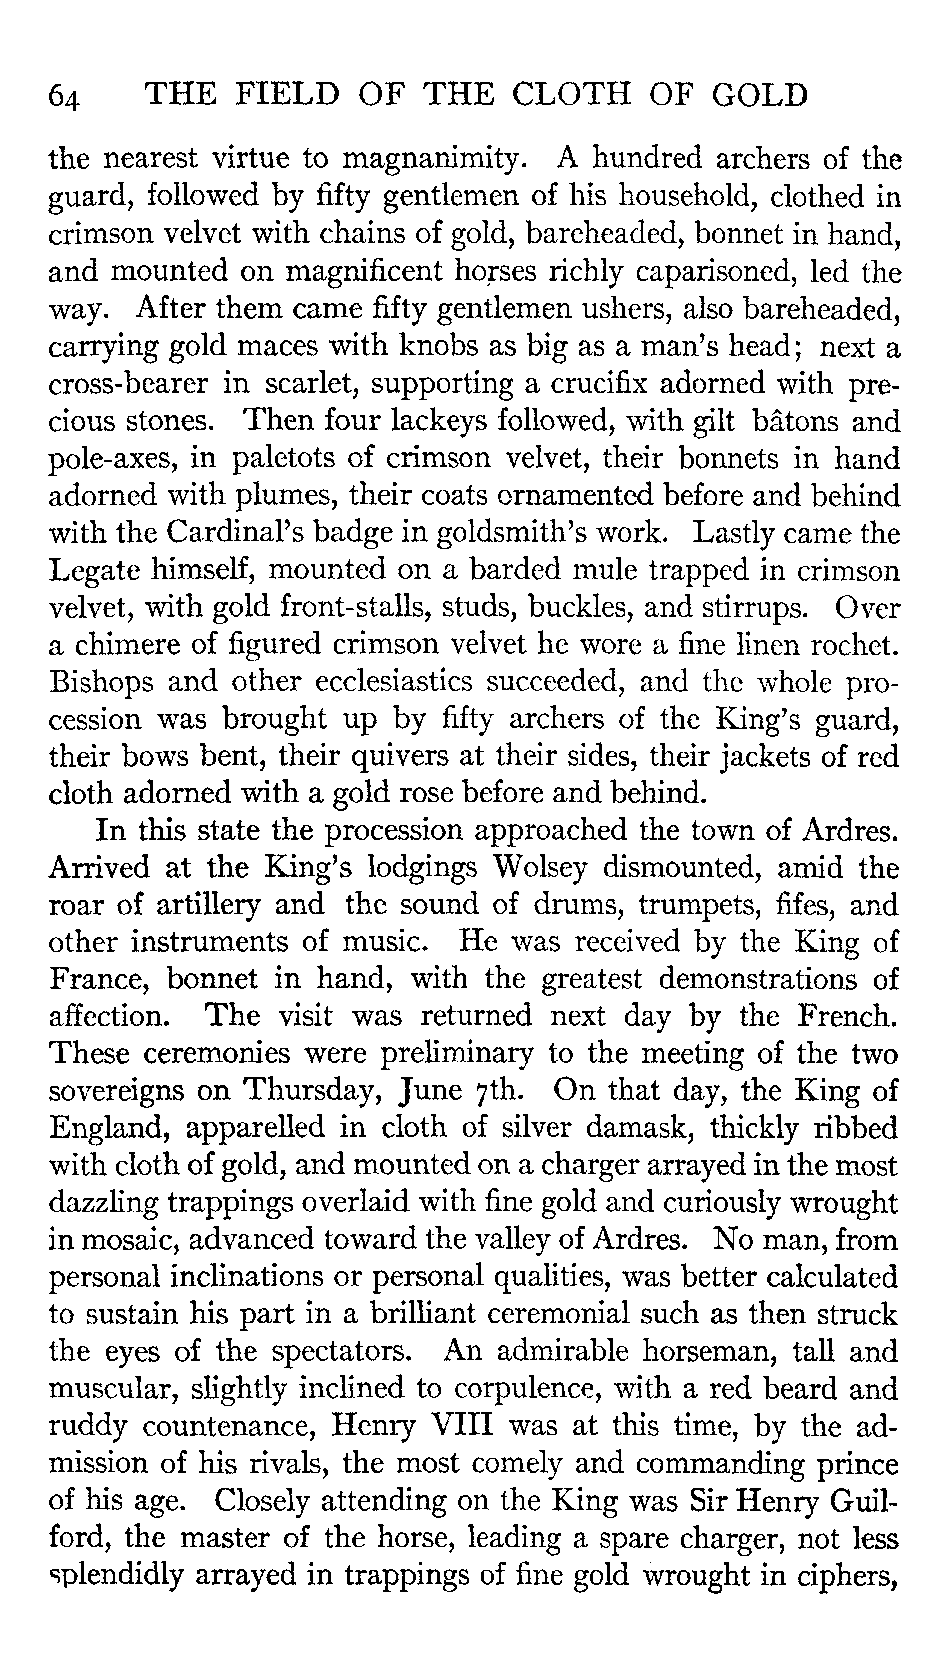 64 THE FIELD OF THE CLOTH OF GOLD
the nearest virtue to magnanimity. A hundred archers of the
guard, followed by fifty gentlemen of his household, clothed in
crimson velvet with chains of gold, bareheaded, bonnet in hand,
and mounted on magnificent horses richly caparisoned, led the
way. After them came fifty gentlemen ushers, also bareheaded,
carrying gold maces with knobs as big as a man's head; next a
cross-bearer in scarlet, supporting a crucifix adorned with pre-
cious stones. Then four lackeys followed, with gilt bâtons and
pole-axes, in paletots of crimson velvet, their bonnets in hand
adorned with plumes, their coats ornamented before and behind
with the Cardinal's badge in goldsmith's work. Lastly came the
Legate himself, mounted on a barded mule trapped in crimson
velvet, with gold front-stalls, studs, buckles, and stirrups. Over
a chimere of figured crimson velvet he wore a fine linen rochet.
Bishops and other ecclesiastics succeeded, and the whole pro-
cession was brought up by fifty archers of the King's guard,
their bows bent, their quivers at their sides, their jackets of red
cloth adorned with a gold rose before and behind.
In this state the procession approached the town of Ardres.
Arrived at the King's lodgings Wolsey dismounted, amid the
roar of artillery and the sound of drums, trumpets, fifes, and
other instruments of music. He was received by the King of
France, bonnet in hand, with the greatest demonstrations of
affection. The visit was returned next day by the French.
These ceremonies were preliminary to the meeting of the two
sovereigns on Thursday, June 7th. On that day, the King of
England, apparelled in cloth of silver damask, thickly ribbed
with cloth of gold, and mounted on a charger arrayed in the most
dazzling trappings overlaid with fine gold and curiously wrought
in mosaic, advanced toward the valley of Ardres. No man, from
personal inclinations or personal qualities, was better calculated
to sustain his part in a brilliant ceremonial such as then struck
the eyes of the spectators. An admirable horseman, tall and
muscular, slightly inclined to corpulence, with a red beard and
ruddy countenance, Henry VIII was at this time, by the ad-
mission of his rivals, the most comely and commanding prince
of his age. Closely attending on the King was Sir Henry Guil-
ford, the master of the horse, leading a spare charger, not less
splendidly arrayed in trappings of fine gold wrought in ciphers,